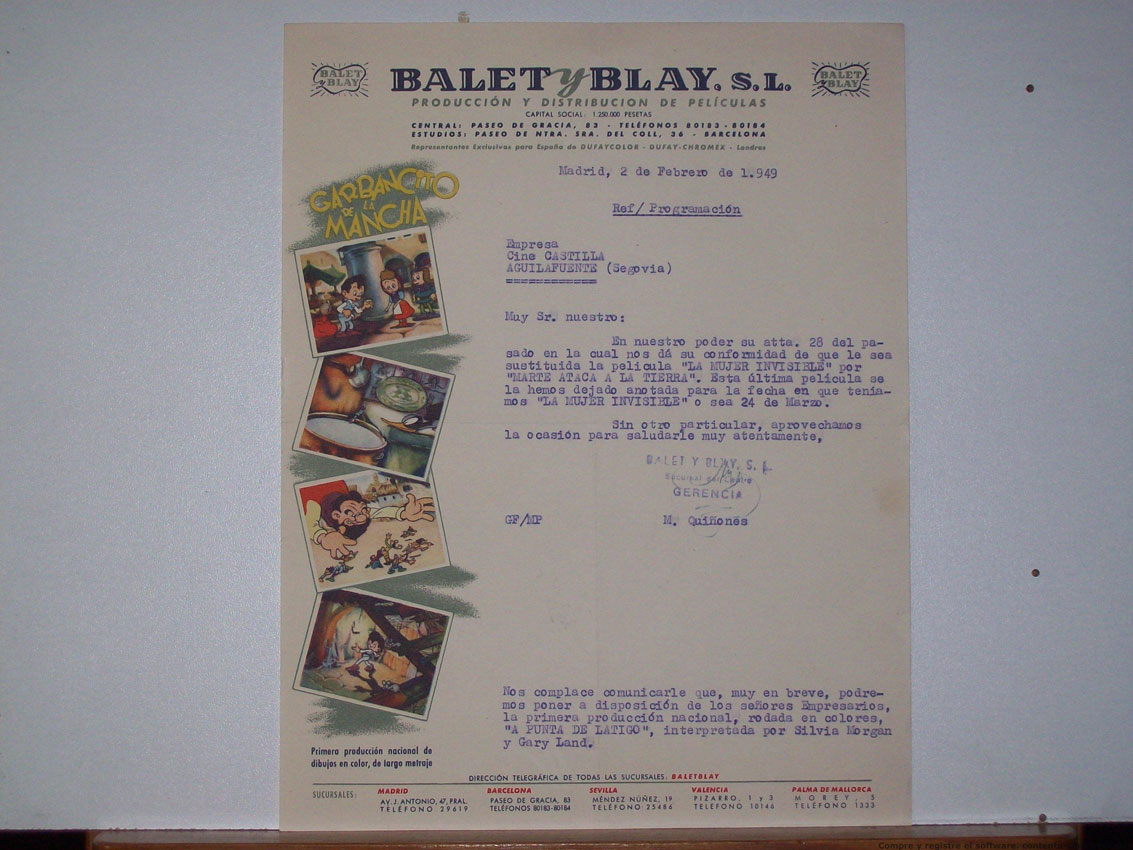 BALET
y BLAY
BALET y BLAY, S. L.
BALET
y BLAY
PRODUCCIÓN Y DISTRIBUCION DE PELÍCULAS
CAPITAL SOCIAL: 1.250.000 PESETAS
CENTRAL: PASEO DE GRACIA, 83 - TELÉFONOS 80183-80184
ESTUDIOS: PASEO DE NTRA. SRA. DEL COLL, 36 - BARCELONA
Representantes Exclusivos para España de DUFAYCOLOR - DUFAY-CHROMEX - Londres
GARBANCITO
DE LA
MANCHA
Madrid, 2 de Febrero de 1.949
Ref/ Programación
Empresa
Cine CASTILLA
AGUILAFUENTE (Segovia)
=============
Muy Sr. nuestro:
En nuestro poder su atta. 28 del pa-
sado en la cual nos dá su conformidad de que le sea
sustituida la pelicula "LA MUJER INVISIBLE" por
"MARTE ATACA A LA TIERRA". Esta última pelicula se
la hemos dejado anotada para la fecha en que tenia-
mos "LA MUJER INVISIBLE" o sea 24 de Marzo.
Sin otro particular, aprovechamos
la ocasión para saludarle muy atentamente,
BALET Y BLAY, S. L.
Sucursal del Centro
GERENCIA
GF/MP
M. Quiñones
Nos complace comunicarle que, muy en breve, podre-
mos poner a disposición de los señores Empresarios,
la primera producción nacional, rodada en colores,
"A PUNTA DE LATIGO", interpretada por Silvia Morgan
y Gary Land.
Primera producción nacional de
dibujos en color, de largo metraje
DIRECCIÓN TELEGRÁFICA DE TODAS LAS SUCURSALES: BALETBLAY
SUCURSALES:
MADRID
AV. J. ANTONIO, 47, PRAL.
TELÉFONO 29619
BARCELONA
PASEO DE GRACIA, 83
TELÉFONOS 80183-80184
SEVILLA
MÉNDEZ NÚÑEZ, 19
TELÉFONO 25486
VALENCIA
PIZARRO, 1 y 3
TELÉFONO 10146
PALMA DE MALLORCA
MOREY, 5
TELÉFONO 1333
Compre y registre el software: